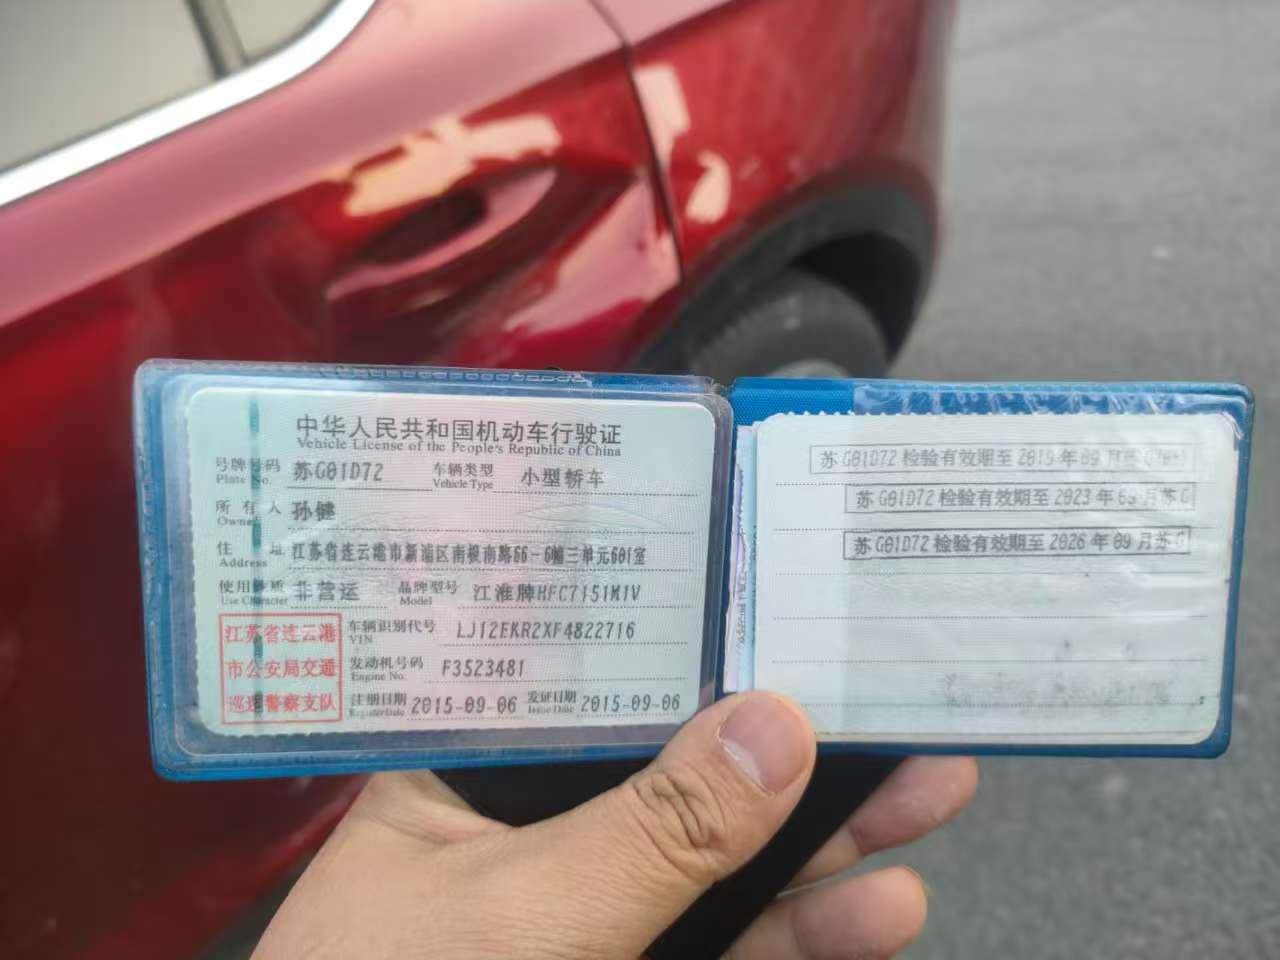 中华人民共和国机动车行驶证
Vehicle License of the People's Republic of China
号牌号码 苏G01D72 车辆类型 小型轿车
Plate No. Vehicle Type
所有人 孙健
Owner
住址 江苏省连云港市新浦区南极南路66-6幢三单元601室
Address
使用性质 非营运 品牌型号 江淮牌HFC7151M1V
Use Character Model
江苏省连云港
市公安局交通
巡逻警察支队
车辆识别代号 LJ12EKR2XF4822716
VIN
发动机号码 F3523481
Engine No.
注册日期 2015-09-06 发证日期 2015-09-06
Register Date Issue Date
苏G01D72检验有效期至2019年09月
苏G01D72检验有效期至2023年09月苏G
苏G01D72检验有效期至2026年09月苏G